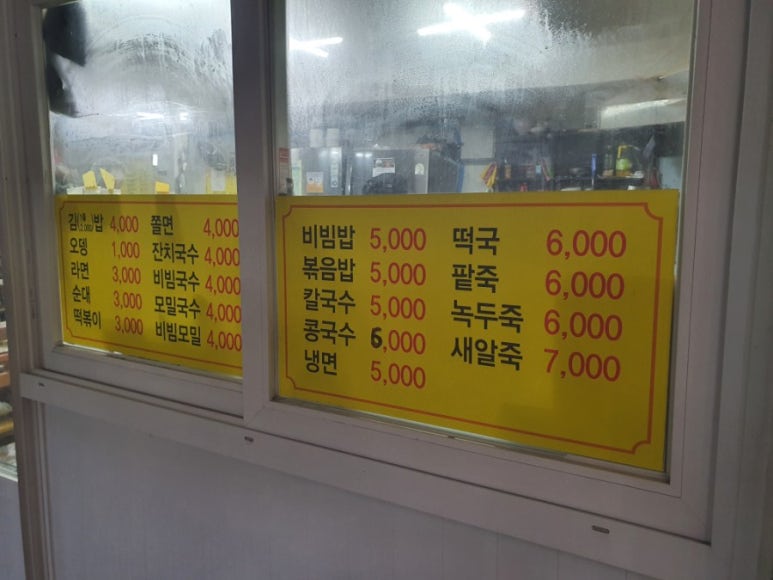 김(1줄 2,000)밥 4,000 쫄면 4,000
오뎅 1,000 잔치국수 4,000
라면 3,000 비빔국수 4,000
순대 3,000 모밀국수 4,000
떡볶이 3,000 비빔모밀 4,000
비빔밥 5,000 떡국 6,000
볶음밥 5,000 팥죽 6,000
칼국수 5,000 녹두죽 6,000
콩국수 6,000 새알죽 7,000
냉면 5,000